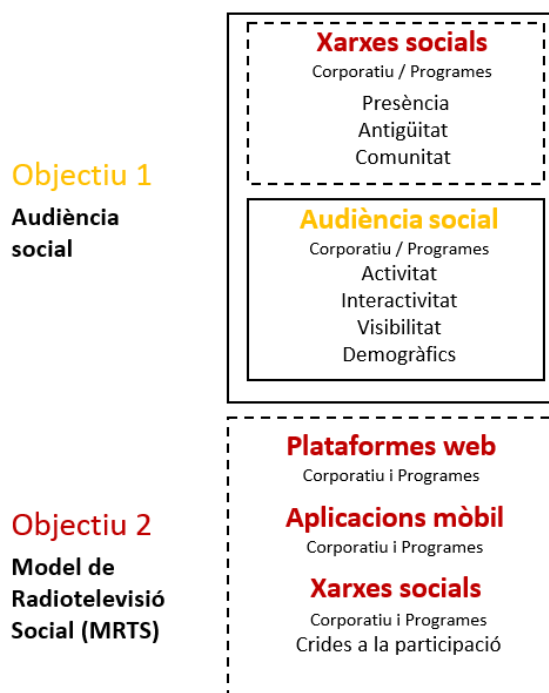 Xarxes socials
Corporatiu / Programes
Presència
Antigüitat
Comunitat
Objectiu 1
Audiència
social
Audiència social
Corporatiu / Programes
Activitat
Interactivitat
Visibilitat
Demogràfics
Plataformes web
Corporatiu i Programes
Objectiu 2
Model de
Radiotelevisió
Social (MRTS)
Aplicacions mòbil
Corporatiu i Programes
Xarxes socials
Corporatiu i Programes
Crides a la participació